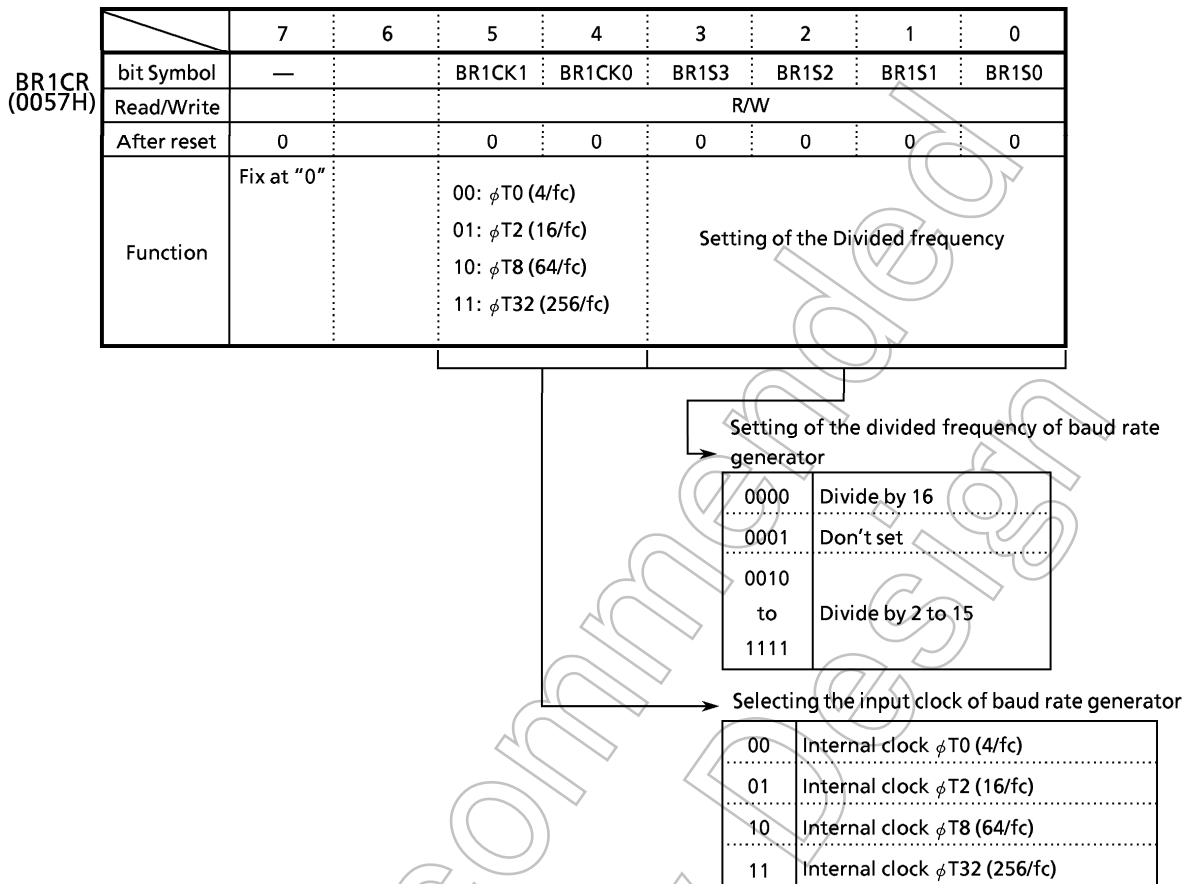 7 6 5 4 3 2 1 0
BR1CR
(0057H)
bit Symbol — BR1CK1 BR1CK0 BR1S3 BR1S2 BR1S1 BR1S0
Read/Write R/W
After reset 0 0 0 0 0 0 0
Function
Fix at "0"
00: φT0 (4/fc)
01: φT2 (16/fc)
10: φT8 (64/fc)
11: φT32 (256/fc)
Setting of the Divided frequency
Setting of the divided frequency of baud rate
generator
0000 Divide by 16
0001 Don't set
0010
to Divide by 2 to 15
1111
Selecting the input clock of baud rate generator
00 Internal clock φT0 (4/fc)
01 Internal clock φT2 (16/fc)
10 Internal clock φT8 (64/fc)
11 Internal clock φT32 (256/fc)
ommended
Design